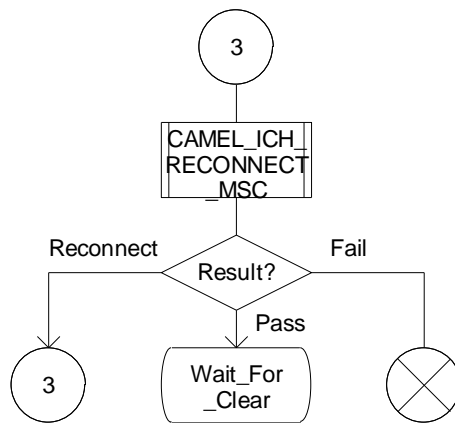 3
CAMEL_ICH_
RECONNECT
_MSC
Reconnect
Result?
Fail
Pass
3
Wait_For
_Clear